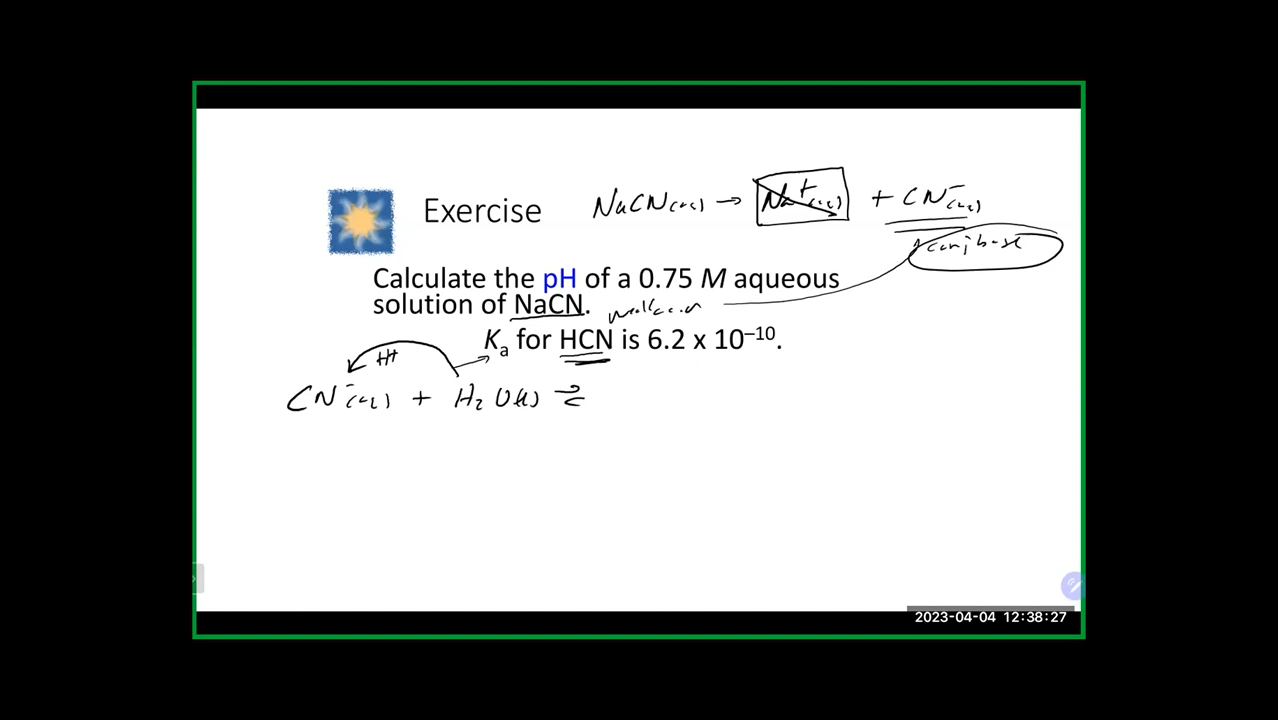 Exercise NaCN(aq) → Na+(aq) + CN-(aq)
conj base
Calculate the pH of a 0.75 M aqueous
solution of NaCN.
Ka for HCN is 6.2 x 10–10.
H+
CN-(aq) + H2O(l) ⇌
2023-04-04 12:38:27